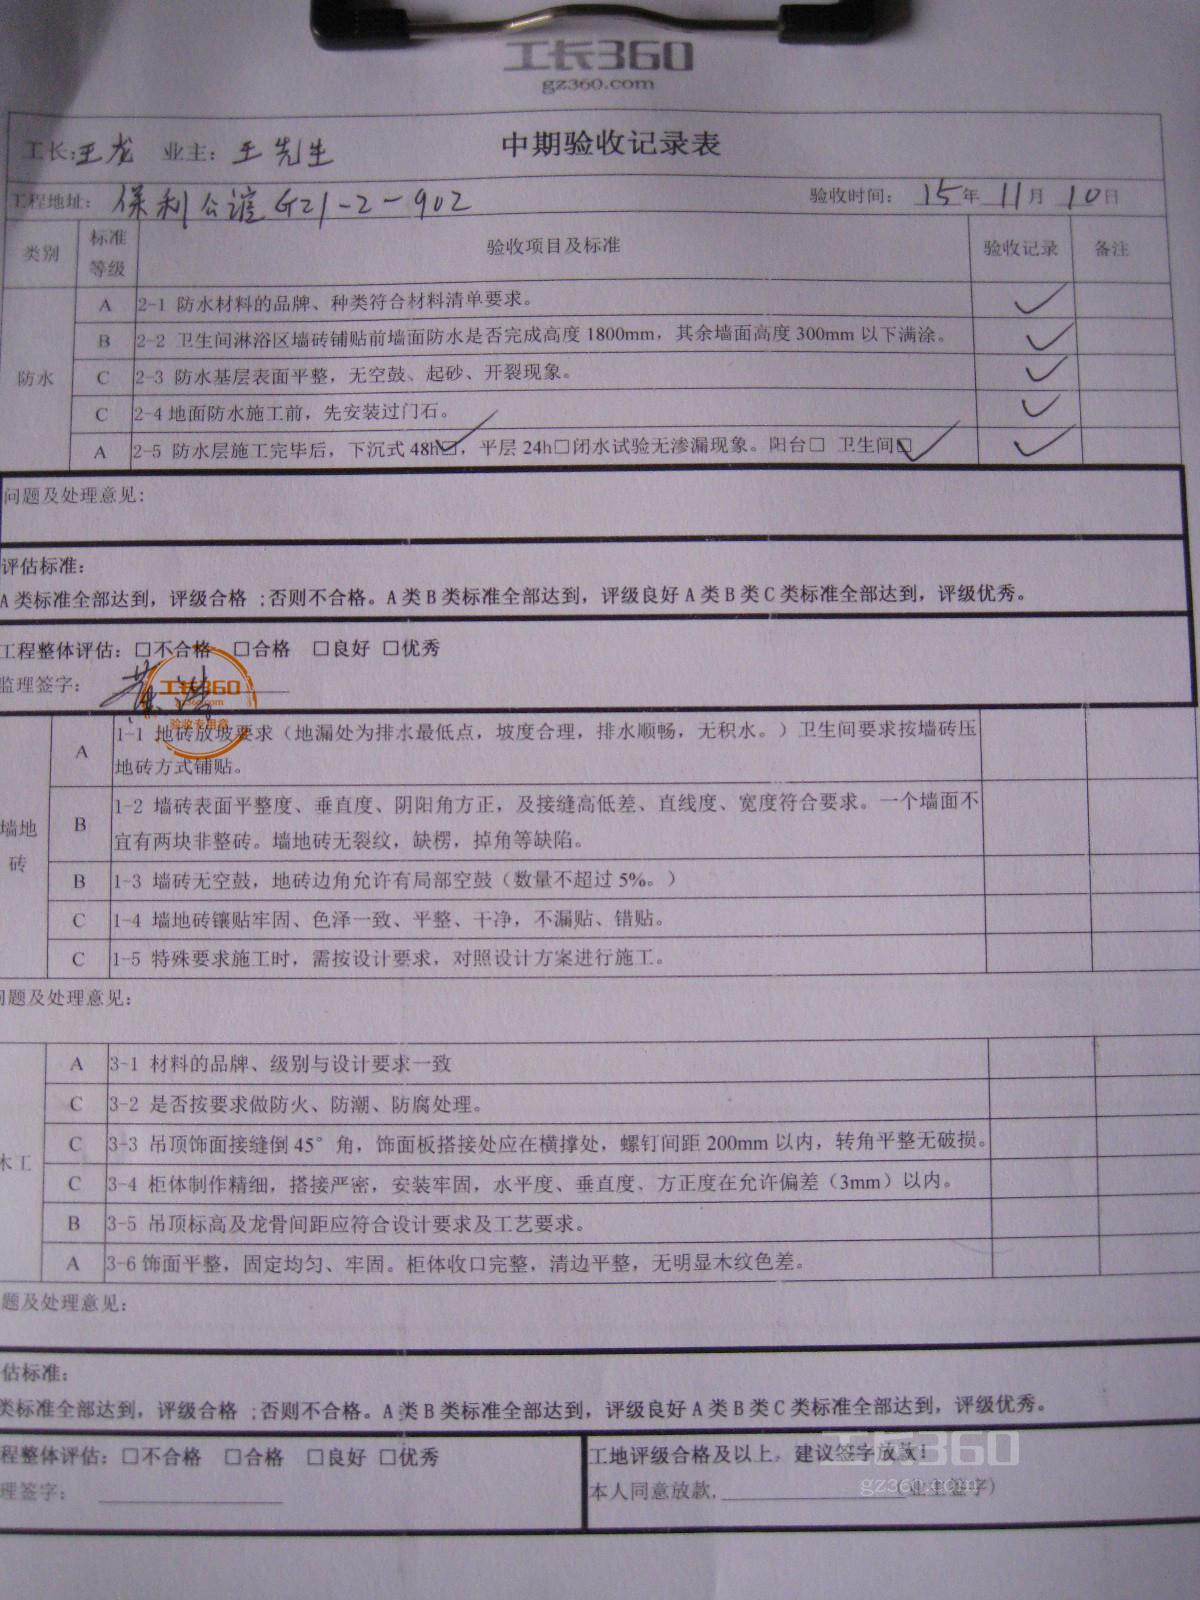 工长360
gz360.com
中期验收记录表
工长:王龙 业主:王先生
工程地址: 保利公谊G21-2-902 验收时间: 15年 11月 10日
类别 标准等级 验收项目及标准 验收记录 备注
防水
A 2-1 防水材料的品牌、种类符合材料清单要求。 ✓
B 2-2 卫生间淋浴区墙砖铺贴前墙面防水是否完成高度1800mm，其余墙面高度300mm以下满涂。 ✓
C 2-3 防水基层表面平整，无空鼓、起砂、开裂现象。 ✓
C 2-4地面防水施工前，先安装过门石。 ✓
A 2-5 防水层施工完毕后，下沉式48h☑，平层24h□闭水试验无渗漏现象。阳台□ 卫生间☑ ✓
问题及处理意见:
评估标准:
A类标准全部达到，评级合格 ;否则不合格。A类B类标准全部达到，评级良好A类B类C类标准全部达到，评级优秀。
工程整体评估: □不合格 □合格 □良好 □优秀
监理签字:
工长360
gz360.com
验收专用章
墙地砖
A 1-1 地砖放坡要求（地漏处为排水最低点，坡度合理，排水顺畅，无积水。）卫生间要求按墙砖压
地砖方式铺贴。
B 1-2 墙砖表面平整度、垂直度、阴阳角方正，及接缝高低差、直线度、宽度符合要求。一个墙面不
宜有两块非整砖。墙地砖无裂纹，缺楞，掉角等缺陷。
B 1-3 墙砖无空鼓，地砖边角允许有局部空鼓（数量不超过5%。）
C 1-4 墙地砖镶贴牢固、色泽一致、平整、干净，不漏贴、错贴。
C 1-5 特殊要求施工时，需按设计要求，对照设计方案进行施工。
问题及处理意见:
木工
A 3-1 材料的品牌、级别与设计要求一致
C 3-2 是否按要求做防火、防潮、防腐处理。
C 3-3 吊顶饰面接缝倒45°角，饰面板搭接处应在横撑处，螺钉间距200mm以内，转角平整无破损。
C 3-4 柜体制作精细，搭接严密，安装牢固，水平度、垂直度、方正度在允许偏差（3mm）以内。
B 3-5 吊顶标高及龙骨间距应符合设计要求及工艺要求。
A 3-6饰面平整，固定均匀、牢固。柜体收口完整，清边平整，无明显木纹色差。
题及处理意见:
估标准:
类标准全部达到，评级合格 ;否则不合格。A类B类标准全部达到，评级良好A类B类C类标准全部达到，评级优秀。
程整体评估: □不合格 □合格 □良好 □优秀
理签字:
工地评级合格及以上，建议签字放款!
本人同意放款, (业主签字)
工长360
gz360.com